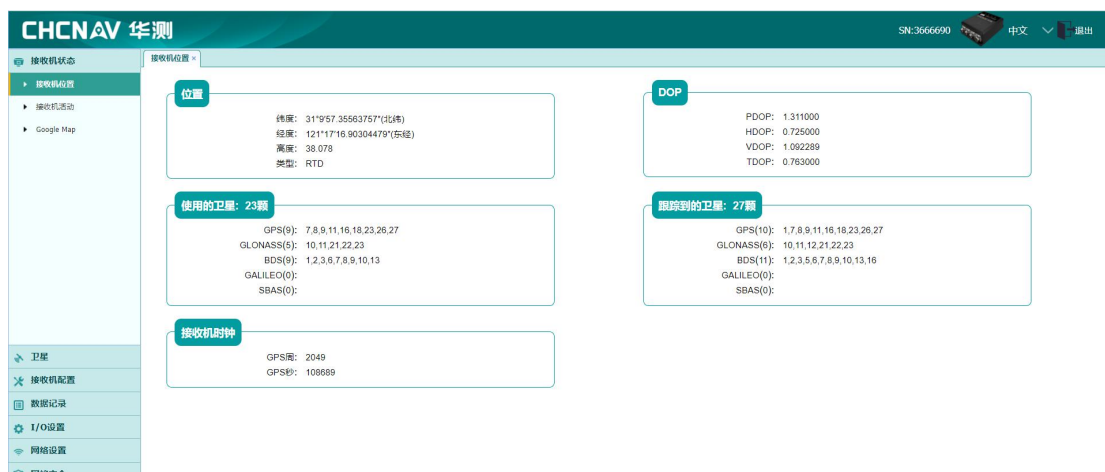 CHCNAV 华测
SN:3666690 中文 退出
接收机状态
接收机位置
接收机活动
Google Map
接收机位置 ×
位置
纬度: 31°9'57.35563757"(北纬)
经度: 121°17'16.90304479"(东经)
高度: 38.078
类型: RTD
DOP
PDOP: 1.311000
HDOP: 0.725000
VDOP: 1.092289
TDOP: 0.763000
使用的卫星: 23颗
GPS(9): 7,8,9,11,16,18,23,26,27
GLONASS(5): 10,11,21,22,23
BDS(9): 1,2,3,6,7,8,9,10,13
GALILEO(0):
SBAS(0):
跟踪到的卫星: 27颗
GPS(10): 1,7,8,9,11,16,18,23,26,27
GLONASS(6): 10,11,12,21,22,23
BDS(11): 1,2,3,5,6,7,8,9,10,13,16
GALILEO(0):
SBAS(0):
接收机时钟
GPS周: 2049
GPS秒: 108689
卫星
接收机配置
数据记录
I/O设置
网络设置